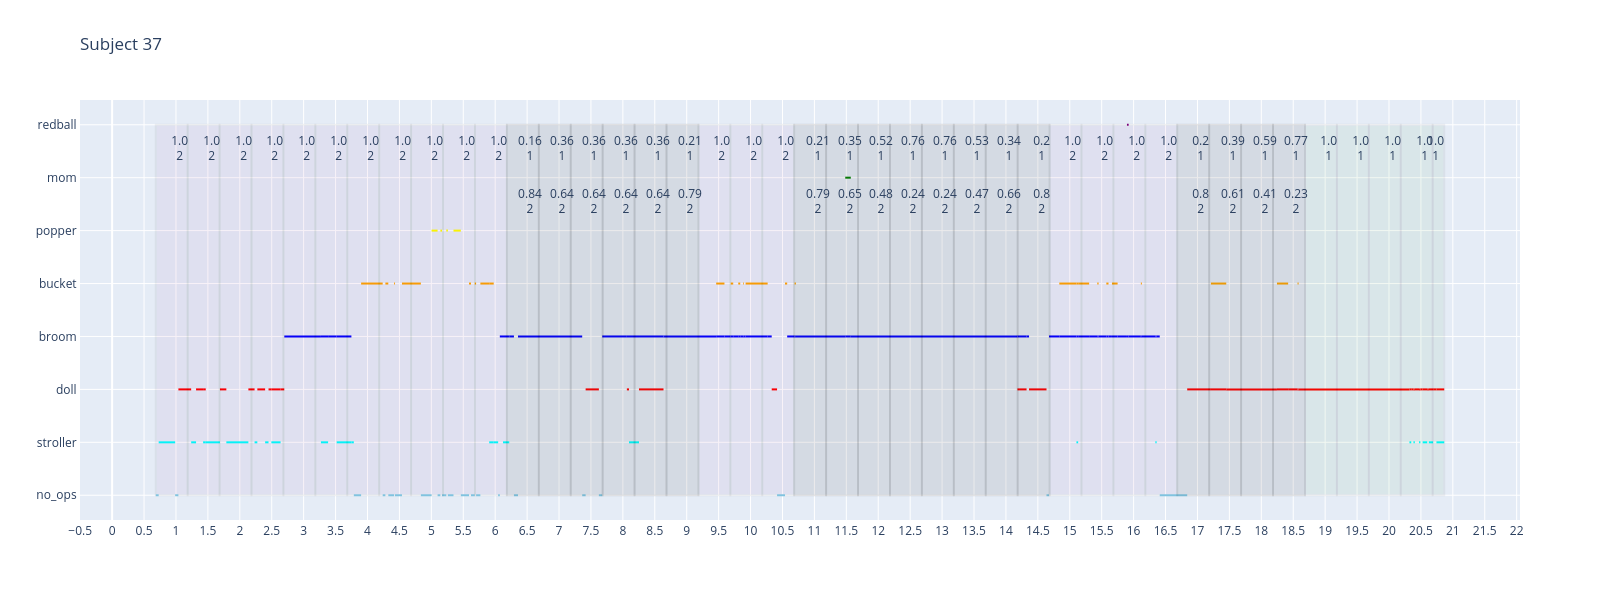 Subject 37
redball
1.0 1.0 1.0 1.0 1.0 1.0 1.0 1.0 1.0 1.0 1.0 0.16 0.36 0.36 0.36 0.36 0.21 1.0 1.0 1.0 0.21 0.35 0.52 0.76 0.76 0.53 0.34 0.2 1.0 1.0 1.0 1.0 0.2 0.39 0.59 0.77 1.0 1.0 1.0 1.0 1.0
2 2 2 2 2 2 2 2 2 2 2 1 1 1 1 1 1 2 2 2 1 1 1 1 1 1 1 1 2 2 2 2 1 1 1 1 1 1 1 1 1
mom
0.84 0.64 0.64 0.64 0.64 0.79 0.79 0.65 0.48 0.24 0.24 0.47 0.66 0.8 0.8 0.61 0.41 0.23
2 2 2 2 2 2 2 2 2 2 2 2 2 2 2 2 2 2
popper
bucket
broom
doll
stroller
no_ops
−0.5 0 0.5 1 1.5 2 2.5 3 3.5 4 4.5 5 5.5 6 6.5 7 7.5 8 8.5 9 9.5 10 10.5 11 11.5 12 12.5 13 13.5 14 14.5 15 15.5 16 16.5 17 17.5 18 18.5 19 19.5 20 20.5 21 21.5 22